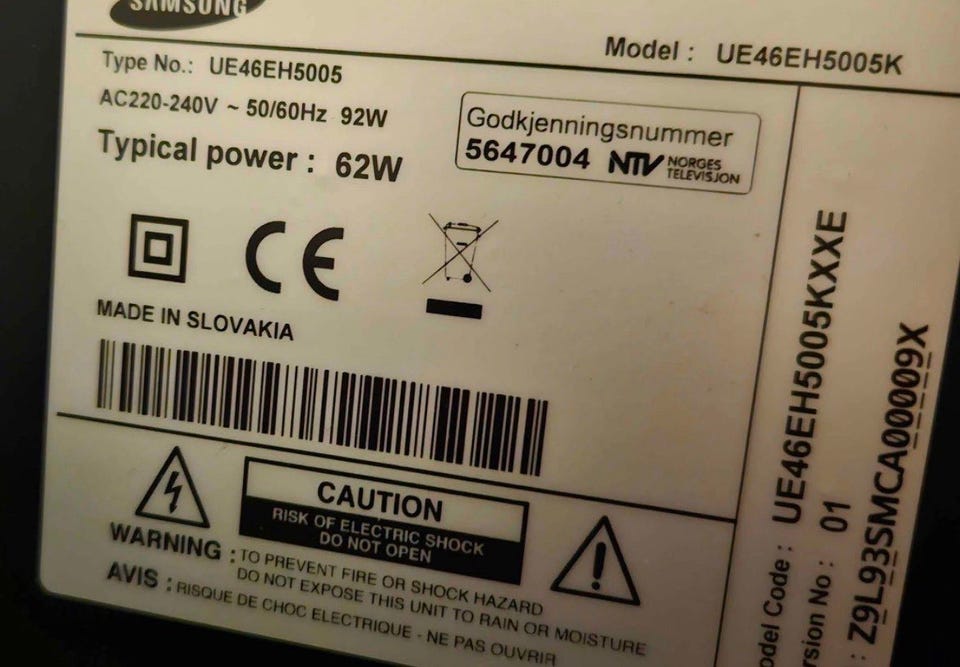 SAMSUNG
Model : UE46EH5005K
Type No.: UE46EH5005
AC220-240V ~ 50/60Hz 92W
Typical power : 62W
Godkjenningsnummer
5647004 NTV NORGES
TELEVISJON
CE
MADE IN SLOVAKIA
CAUTION
RISK OF ELECTRIC SHOCK
DO NOT OPEN
WARNING : TO PREVENT FIRE OR SHOCK HAZARD
DO NOT EXPOSE THIS UNIT TO RAIN OR MOISTURE
AVIS : RISQUE DE CHOC ELECTRIQUE - NE PAS OUVRIR
odel Code : UE46EH5005KXXE
rsion No : 01
: Z9L93SMCA00009X